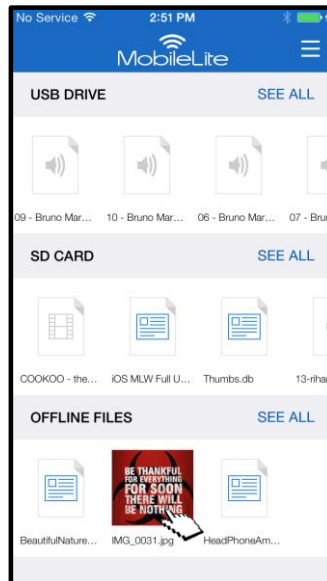 No Service 2:51 PM
MobileLite
USB DRIVE SEE ALL
09 - Bruno Mar... 10 - Bruno Mar... 06 - Bruno Mar... 07 - Bru
SD CARD SEE ALL
COOKOO - the... iOS MLW Full U... Thumbs.db 13-rihan
OFFLINE FILES SEE ALL
BE THANKFUL
FOR EVERYTHING
FOR SOON
THERE WILL
BE NOTHING
BeautifulNature... IMG_0031.jpg HeadPhoneAm...